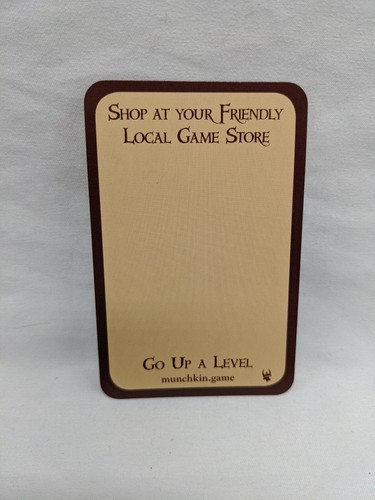 Shop at your Friendly
Local Game Store
Go Up a Level
munchkin.game